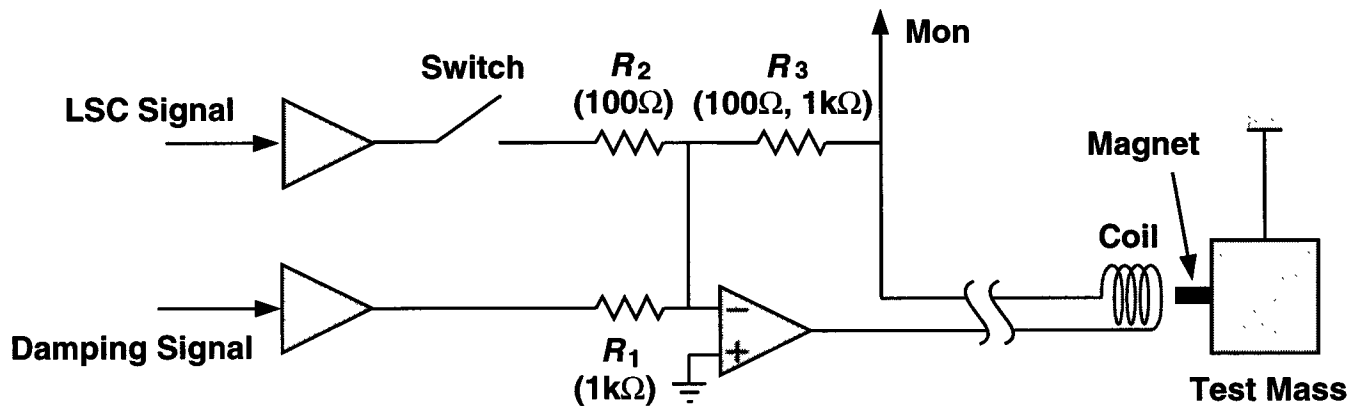 Mon
Switch
R2
(100Ω)
R3
(100Ω, 1kΩ)
LSC Signal
Magnet
Coil
Damping Signal
R1
(1kΩ)
−
+
Test Mass